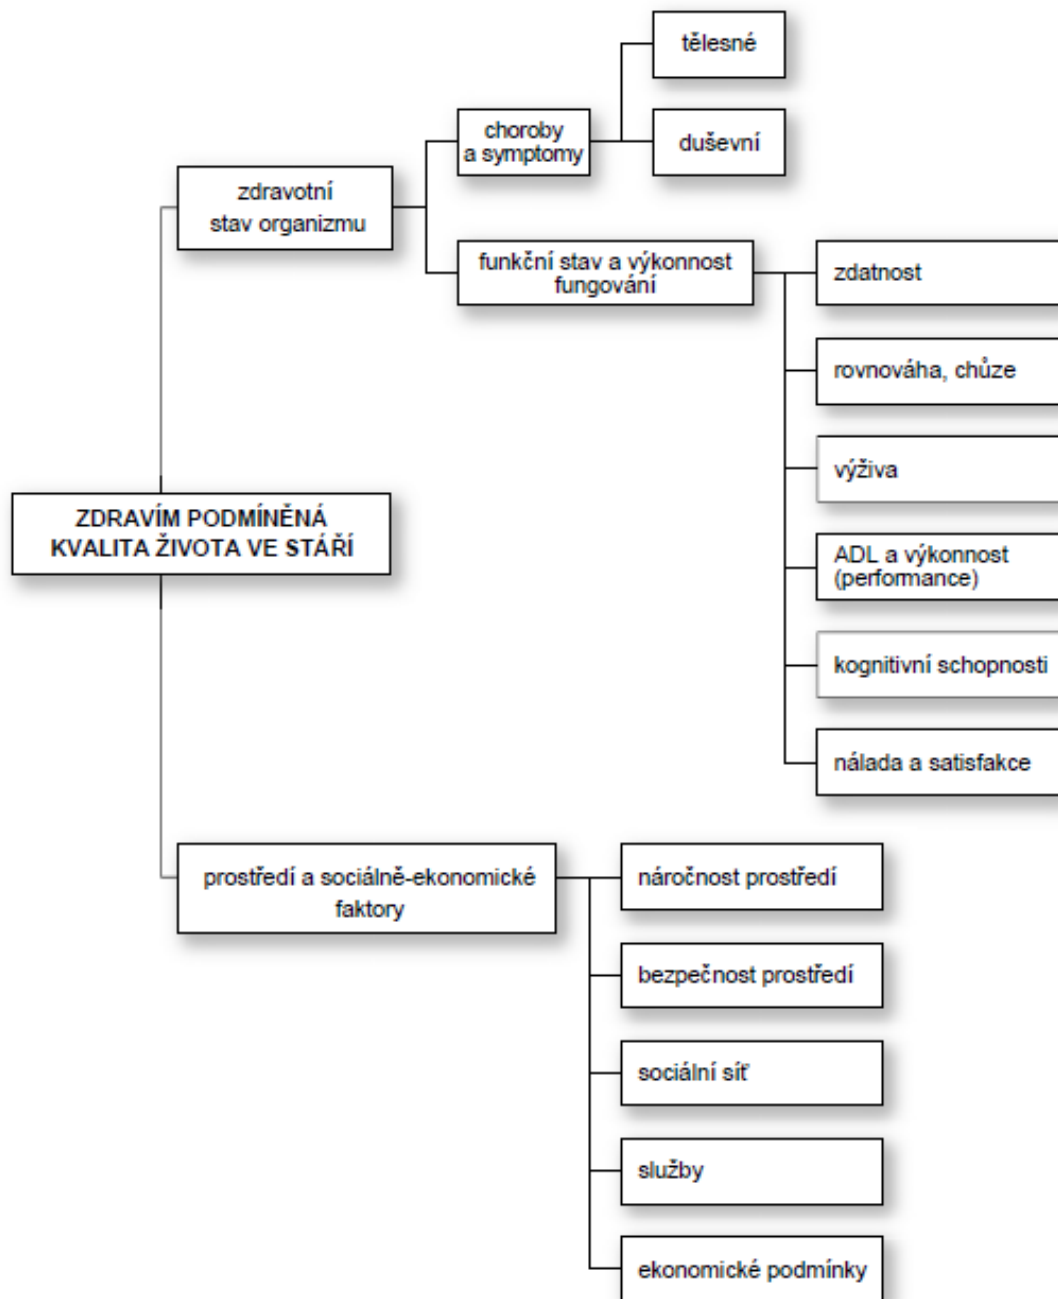 tělesné
choroby
a symptomy
duševní
zdravotní
stav organizmu
funkční stav a výkonnost
fungování
zdatnost
rovnováha, chůze
výživa
ZDRAVÍM PODMÍNĚNÁ
KVALITA ŽIVOTA VE STÁŘÍ
ADL a výkonnost
(performance)
kognitivní schopnosti
nálada a satisfakce
prostředí a sociálně-ekonomické
faktory
náročnost prostředí
bezpečnost prostředí
sociální síť
služby
ekonomické podmínky